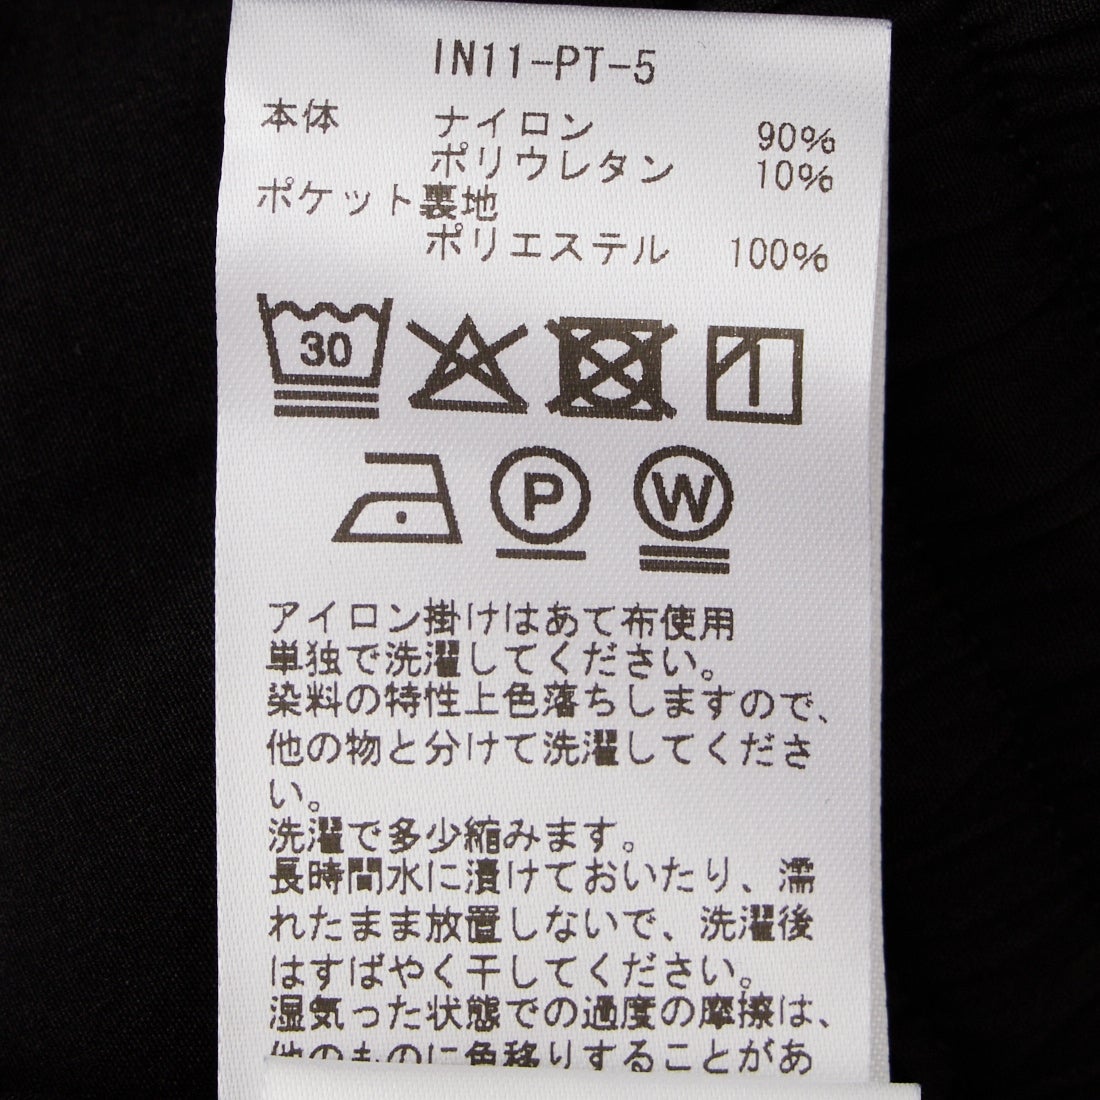 IN11-PT-5
本体 ナイロン 90%
ポリウレタン 10%
ポケット裏地
ポリエステル 100%
30
P W
アイロン掛けはあて布使用
単独で洗濯してください。
染料の特性上色落ちしますので、
他の物と分けて洗濯してくださ
い。
洗濯で多少縮みます。
長時間水に漬けておいたり、濡
れたまま放置しないで、洗濯後
はすばやく干してください。
湿気った状態での過度の摩擦は、
他のものに色移りすることがあ